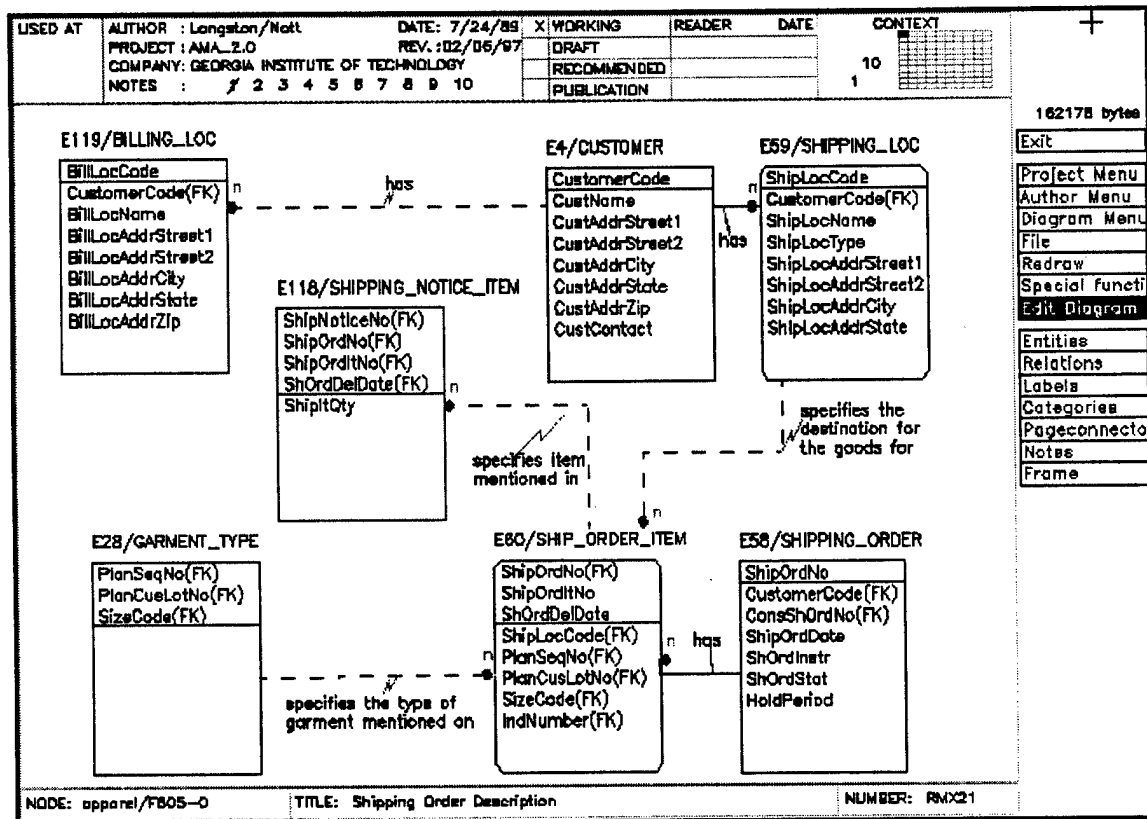 USED AT
AUTHOR : Langston/Nott
DATE: 7/24/89
PROJECT : AMA_2.0
REV. :02/06/97
COMPANY: GEORGIA INSTITUTE OF TECHNOLOGY
NOTES : 1 2 3 4 5 6 7 8 9 10
X WORKING
DRAFT
RECOMMENDED
PUBLICATION
READER DATE
CONTEXT
10
1
162178 bytes
Exit
Project Menu
Author Menu
Diagram Menu
File
Redraw
Special Functi
Edit Diagram
Entities
Relations
Labels
Categories
Pageconnecto
Notes
Frame
E119/BILLING_LOC
BillLocCode
CustomerCode(FK)
BillLocName
BillLocAddrStreet1
BillLocAddrStreet2
BillLocAddrCity
BillLocAddrState
BillLocAddrZip
n
has
E4/CUSTOMER
CustomerCode
CustName
CustAddrStreet1
CustAddrStreet2
CustAddrCity
CustAddrState
CustAddrZip
CustContact
has
n
E59/SHIPPING_LOC
ShipLocCode
CustomerCode(FK)
ShipLocName
ShipLocType
ShipLocAddrStreet1
ShipLocAddrStreet2
ShipLocAddrCity
ShipLocAddrState
E118/SHIPPING_NOTICE_ITEM
ShipNoticeNo(FK)
ShipOrdNo(FK)
ShipOrdItNo(FK)
ShOrdDelDate(FK)
ShipItQty
n
specifies item
mentioned in
specifies the
destination for
the goods for
n
E28/GARMENT_TYPE
PlanSeqNo(FK)
PlanCueLotNo(FK)
SizeCode(FK)
specifies the type of
garment mentioned on
n
E60/SHIP_ORDER_ITEM
ShipOrdNo(FK)
ShipOrdItNo
ShOrdDelDate
ShipLocCode(FK)
PlanSeqNo(FK)
PlanCusLotNo(FK)
SizeCode(FK)
IndNumber(FK)
n has
E58/SHIPPING_ORDER
ShipOrdNo
CustomerCode(FK)
ConsShOrdNo(FK)
ShipOrdDate
ShOrdInstr
ShOrdStat
HoldPeriod
NODE: apparel/F805-0
TITLE: Shipping Order Description
NUMBER: RMX21